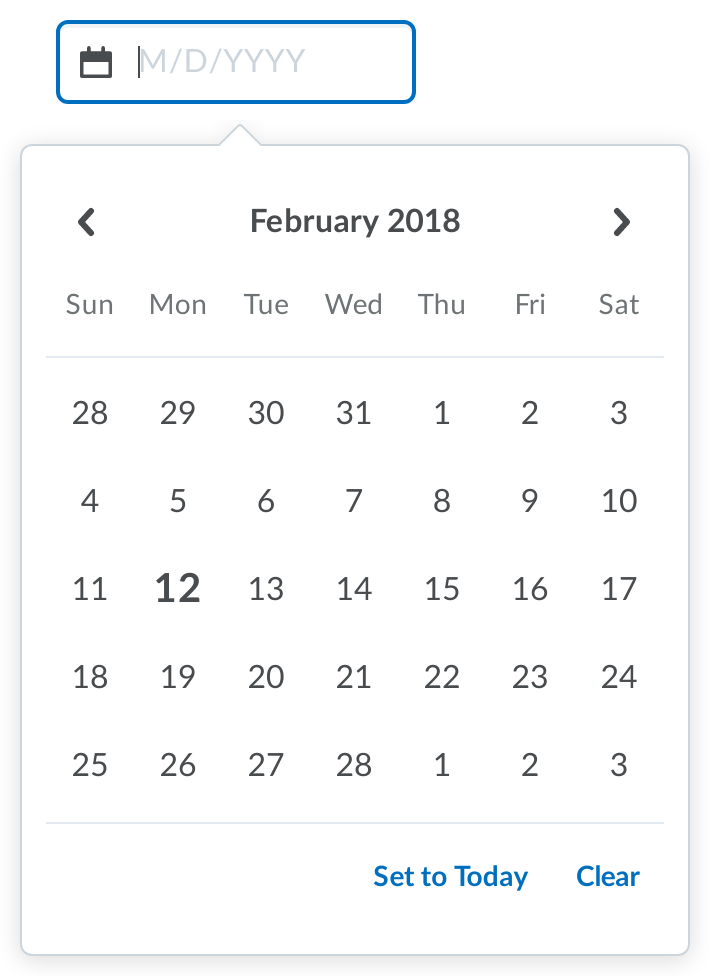 M/D/YYYY
February 2018
Sun Mon Tue Wed Thu Fri Sat
28 29 30 31 1 2 3
4 5 6 7 8 9 10
11 12 13 14 15 16 17
18 19 20 21 22 23 24
25 26 27 28 1 2 3
Set to Today Clear